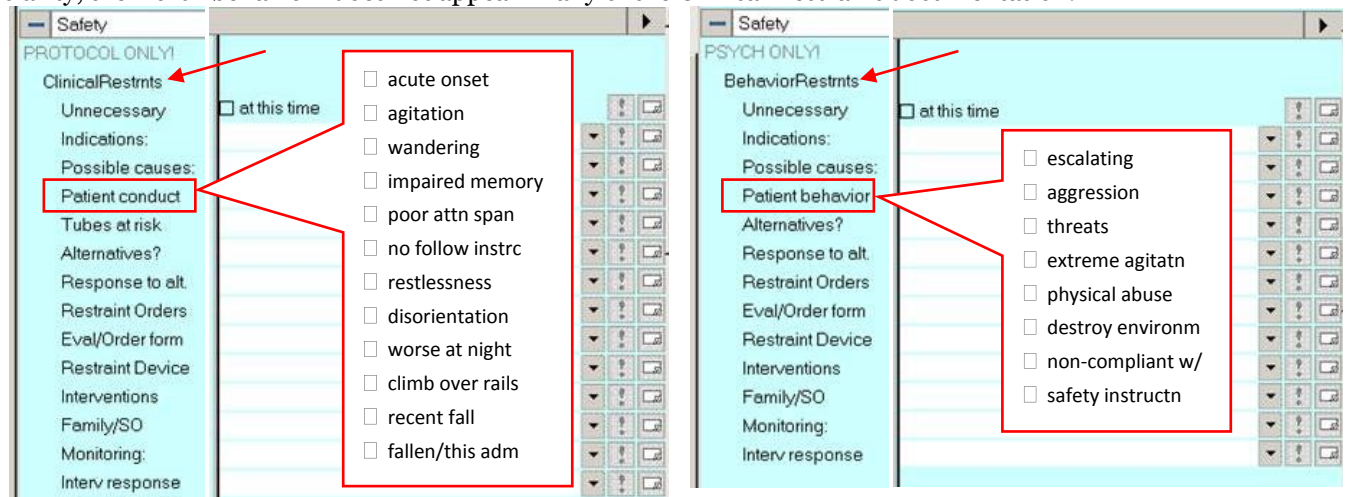 Safety
PROTOCOL ONLY!
ClinicalRestrnts
Unnecessary
at this time
Indications:
Possible causes:
Patient conduct
Tubes at risk
Alternatives?
Response to alt.
Restraint Orders
Eval/Order form
Restraint Device
Interventions
Family/SO
Monitoring:
Interv response
acute onset
agitation
wandering
impaired memory
poor attn span
no follow instrc
restlessness
disorientation
worse at night
climb over rails
recent fall
fallen/this adm
Safety
PSYCH ONLY!
BehaviorRestrnts
Unnecessary
at this time
Indications:
Possible causes:
Patient behavior
Alternatives?
Response to alt.
Restraint Orders
Eval/Order form
Restraint Device
Interventions
Family/SO
Monitoring:
Interv response
escalating
aggression
threats
extreme agitatn
physical abuse
destroy environm
non-compliant w/
safety instructn